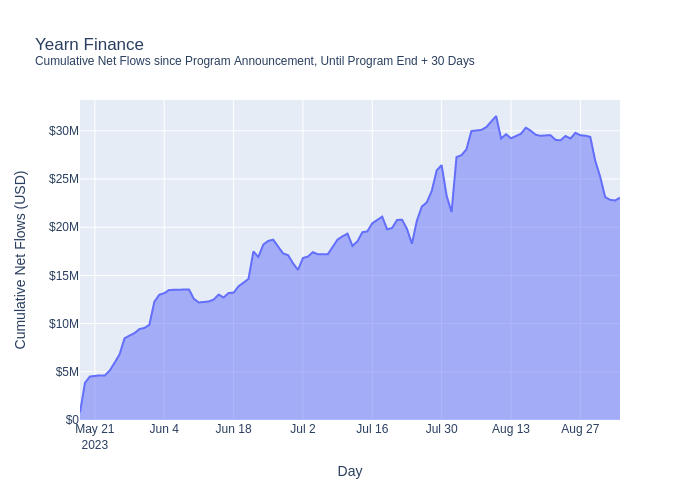 Yearn Finance
Cumulative Net Flows since Program Announcement, Until Program End + 30 Days
Cumulative Net Flows (USD)
$30M
$25M
$20M
$15M
$10M
$5M
$0
May 21 Jun 4 Jun 18 Jul 2 Jul 16 Jul 30 Aug 13 Aug 27
2023
Day